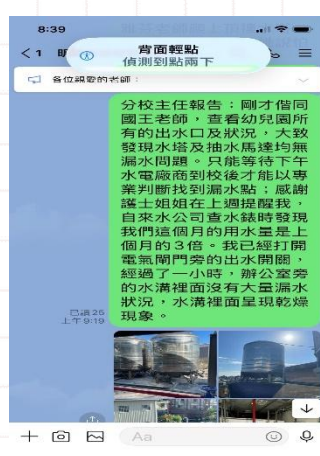 8:39
背面輕點
偵測到點兩下
1
各位親愛的老師：
分校主任報告：剛才偕同
國王老師，查看幼兒園所
有的出水口及狀況，大致
發現水塔及抽水馬達均無
漏水問題。只能等待下午
水電廠商到校後才能以專
業判斷找到漏水點；感謝
護士姐姐在上週提醒我，
自來水公司查水錶時發現
我們這個月的用水量是上
個月的3倍。我已經打開
電氣閘門旁的出水開關，
經過了一小時，辦公室旁
的水溝裡面沒有大量漏水
狀況，水溝裡面呈現乾燥
現象。
已讀 25
上午9:19
Aa